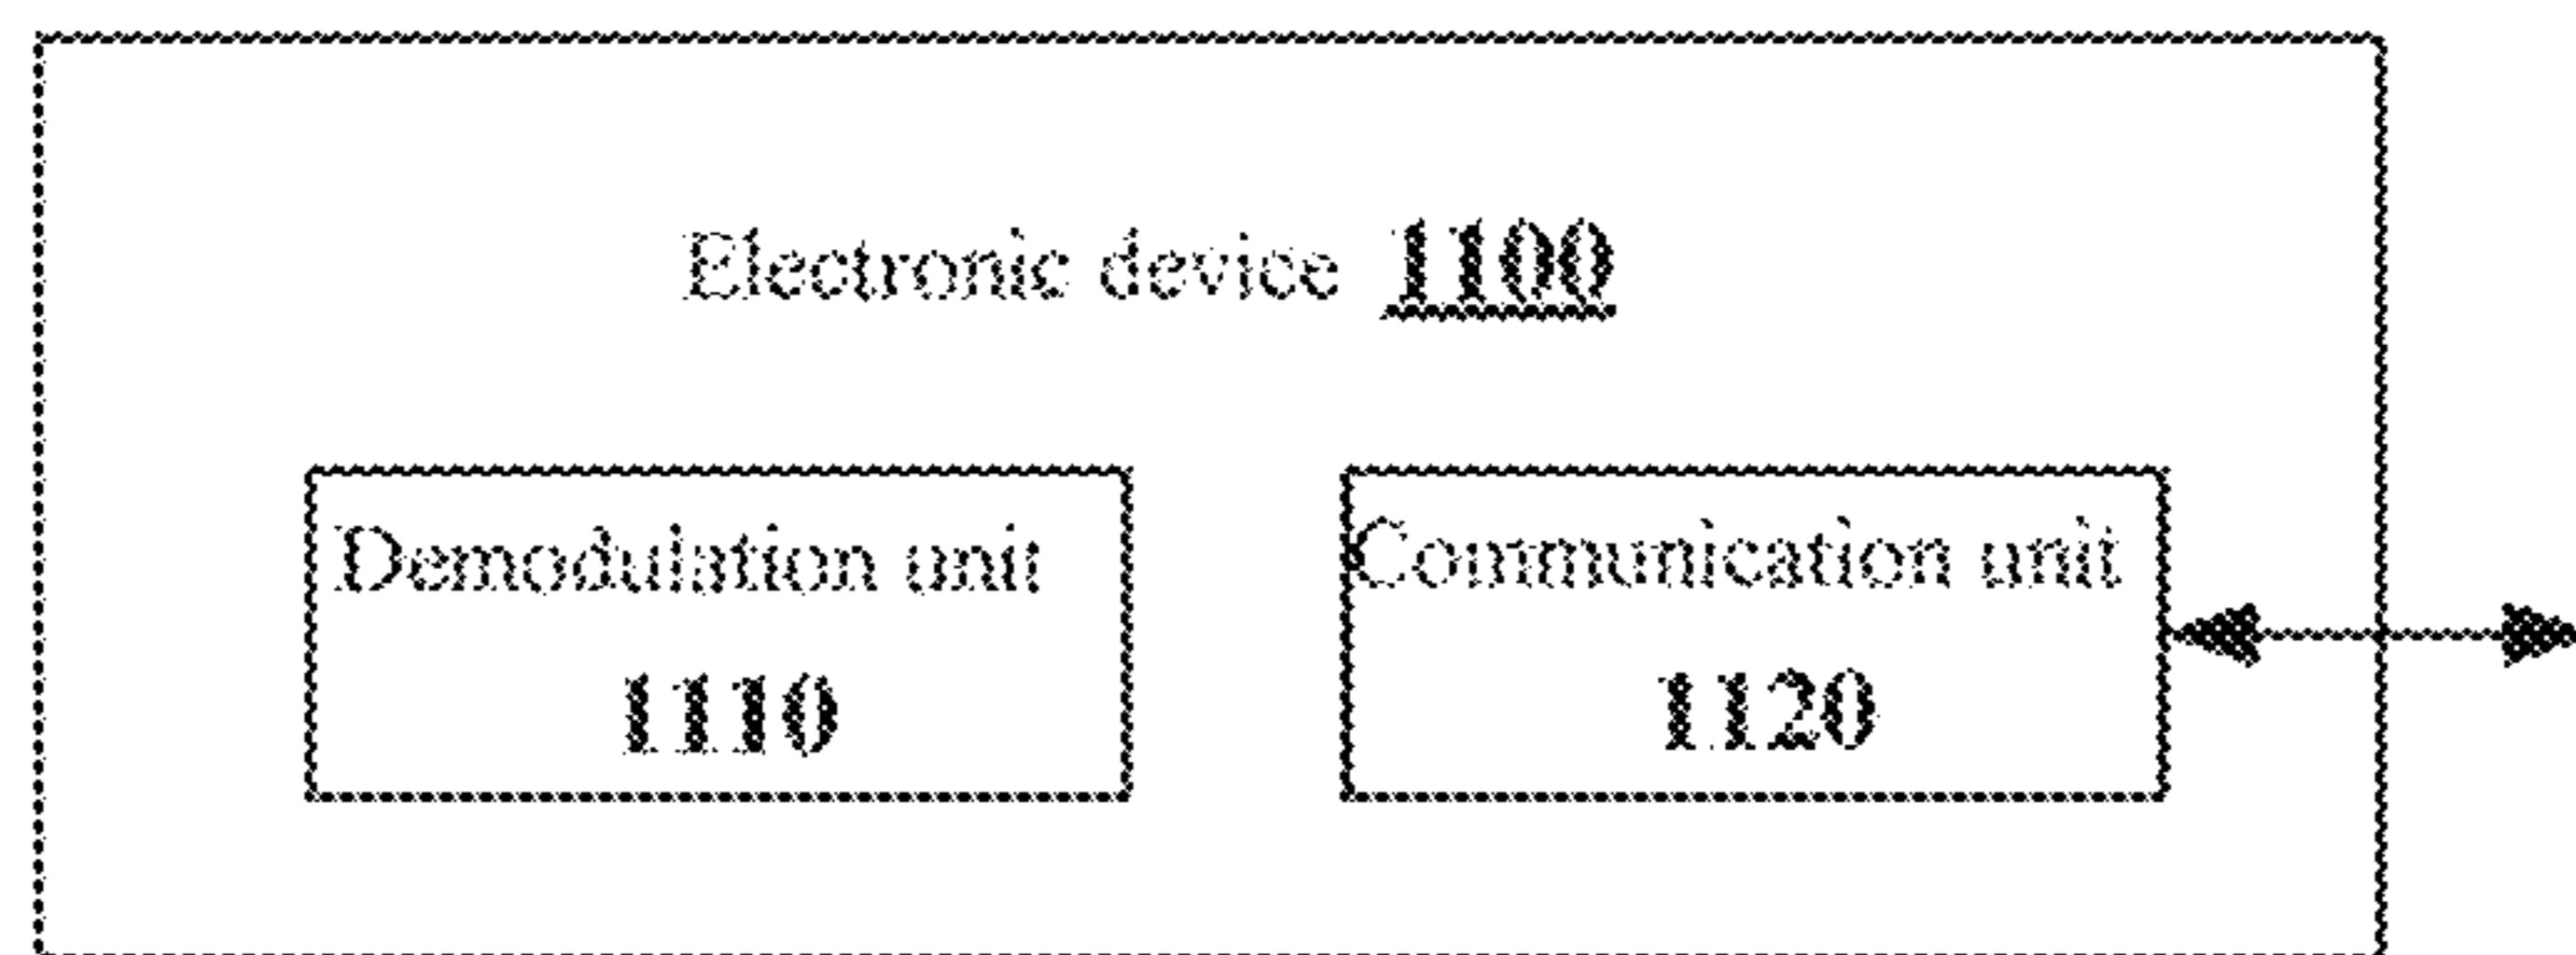 Electronic device 1100
Demodulation unit
1110
Communication unit
1120